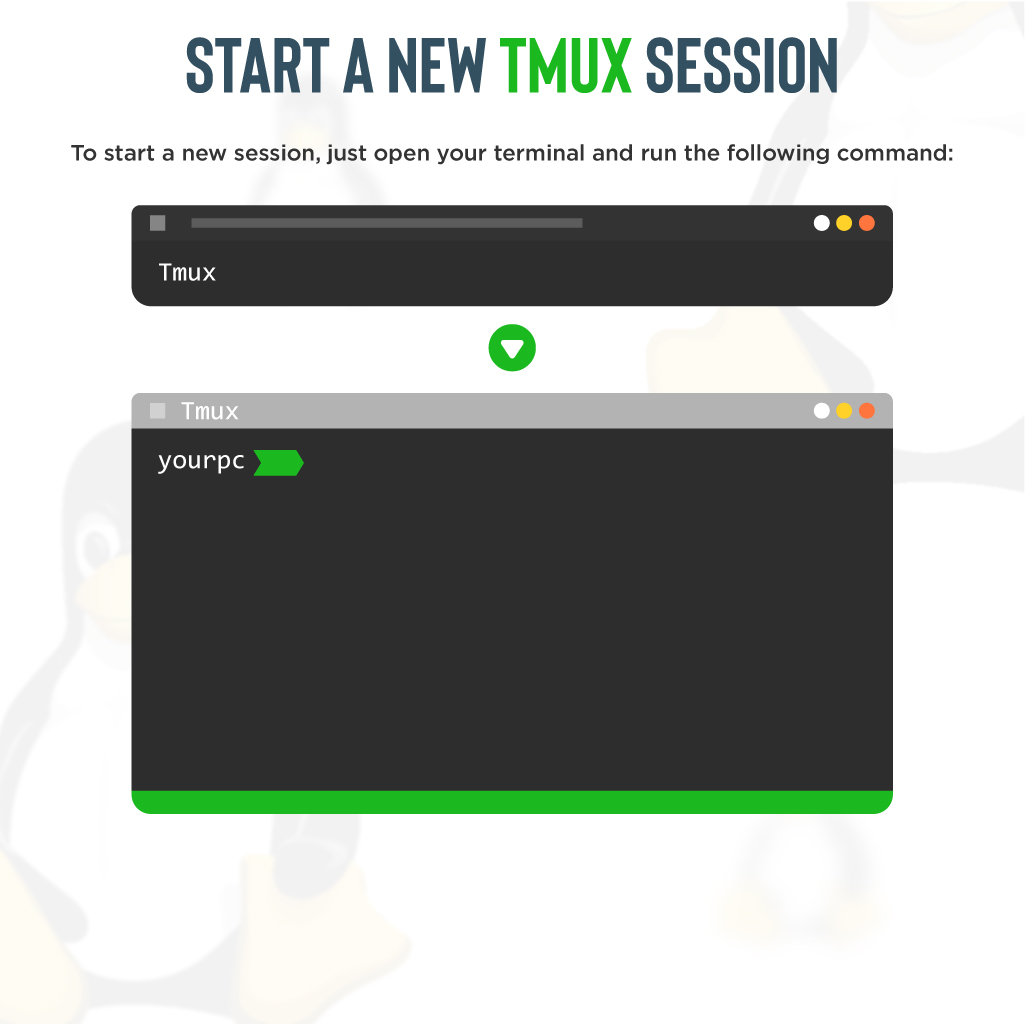 START A NEW TMUX SESSION
To start a new session, just open your terminal and run the following command:
Tmux
Tmux
yourpc